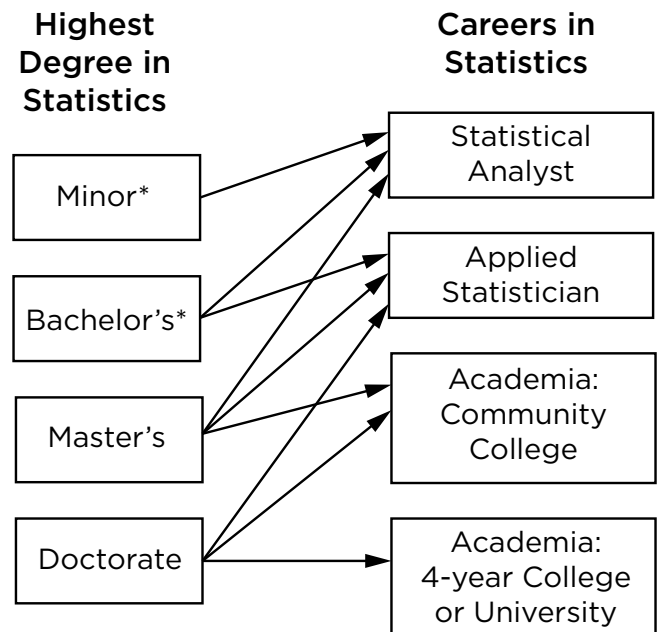 Highest
Degree in
Statistics
Minor*
Bachelor’s*
Master’s
Doctorate
Careers in
Statistics
Statistical
Analyst
Applied
Statistician
Academia:
Community
College
Academia:
4-year College
or University